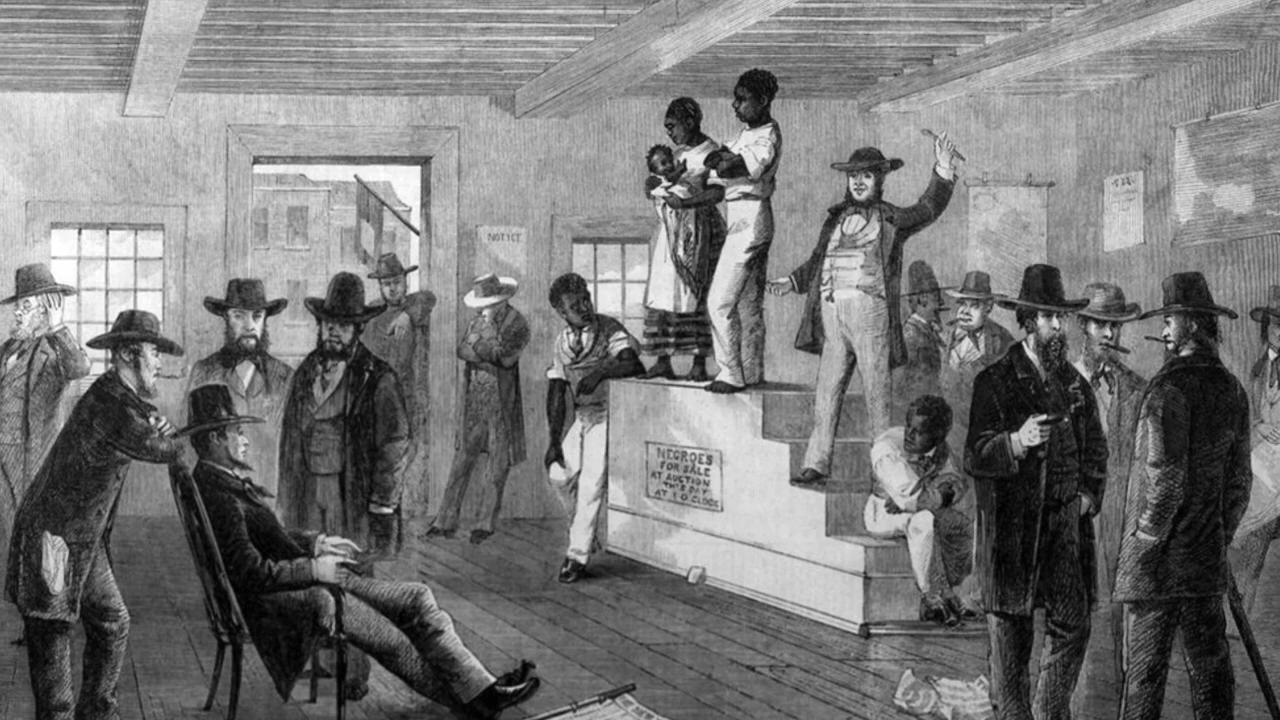 NOTICE
NEGROES
FOR SALE
AT AUCTION
THIS DAY
AT 1 O'CLOCK